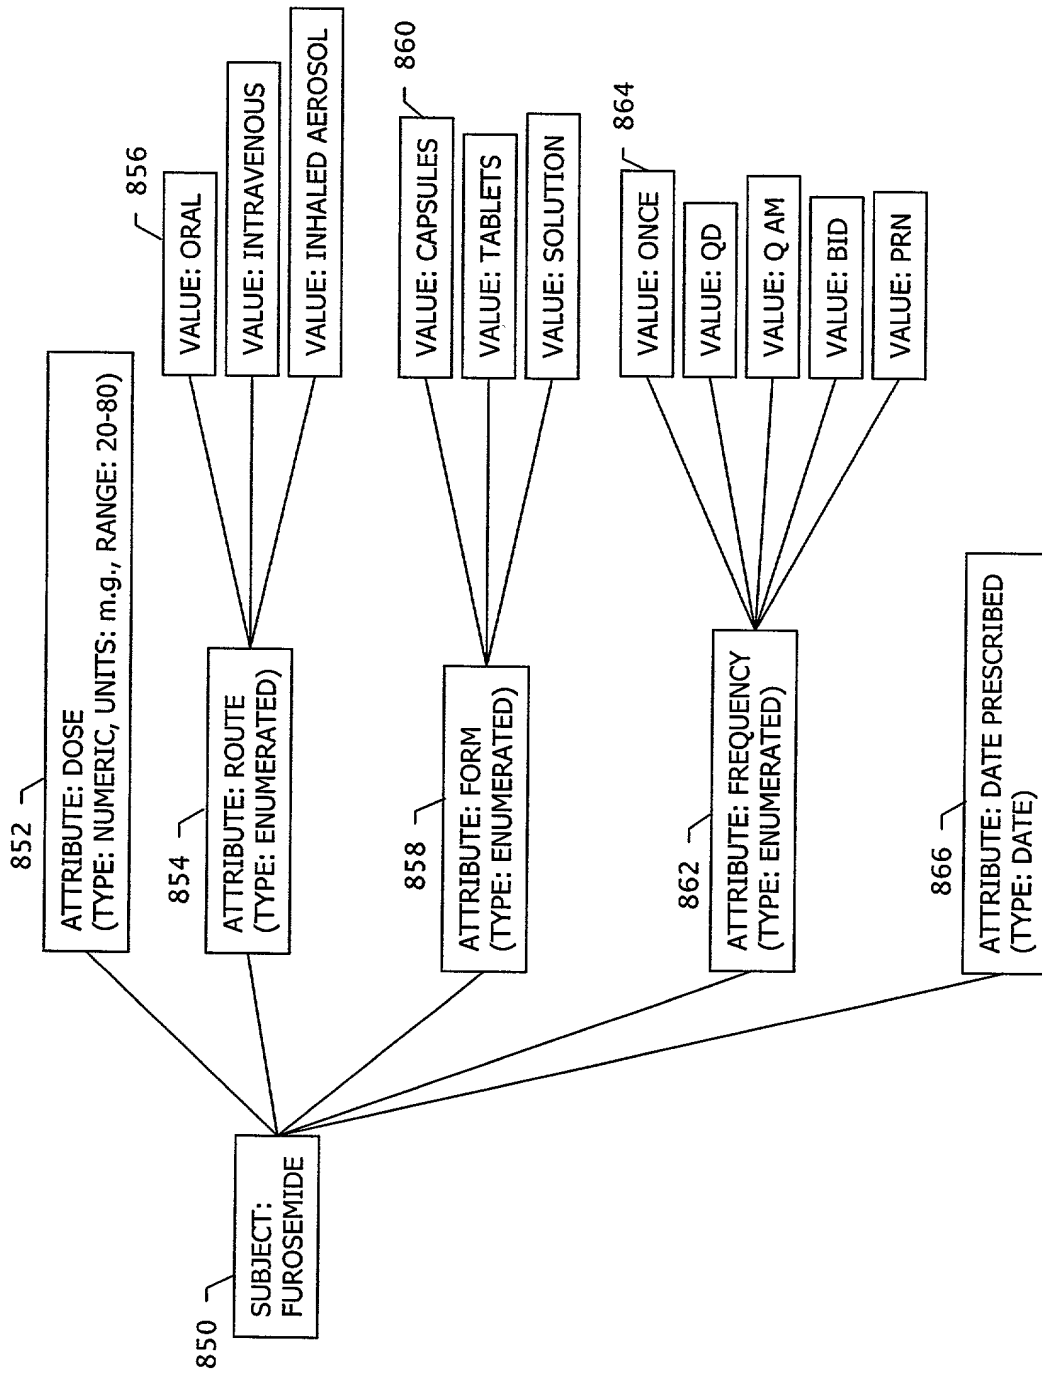 850
SUBJECT:
FUROSEMIDE
852
ATTRIBUTE: DOSE
(TYPE: NUMERIC, UNITS: m.g., RANGE: 20-80)
854
ATTRIBUTE: ROUTE
(TYPE: ENUMERATED)
856
VALUE: ORAL
VALUE: INTRAVENOUS
VALUE: INHALED AEROSOL
858
ATTRIBUTE: FORM
(TYPE: ENUMERATED)
860
VALUE: CAPSULES
VALUE: TABLETS
VALUE: SOLUTION
862
ATTRIBUTE: FREQUENCY
(TYPE: ENUMERATED)
864
VALUE: ONCE
VALUE: QD
VALUE: Q AM
VALUE: BID
VALUE: PRN
866
ATTRIBUTE: DATE PRESCRIBED
(TYPE: DATE)